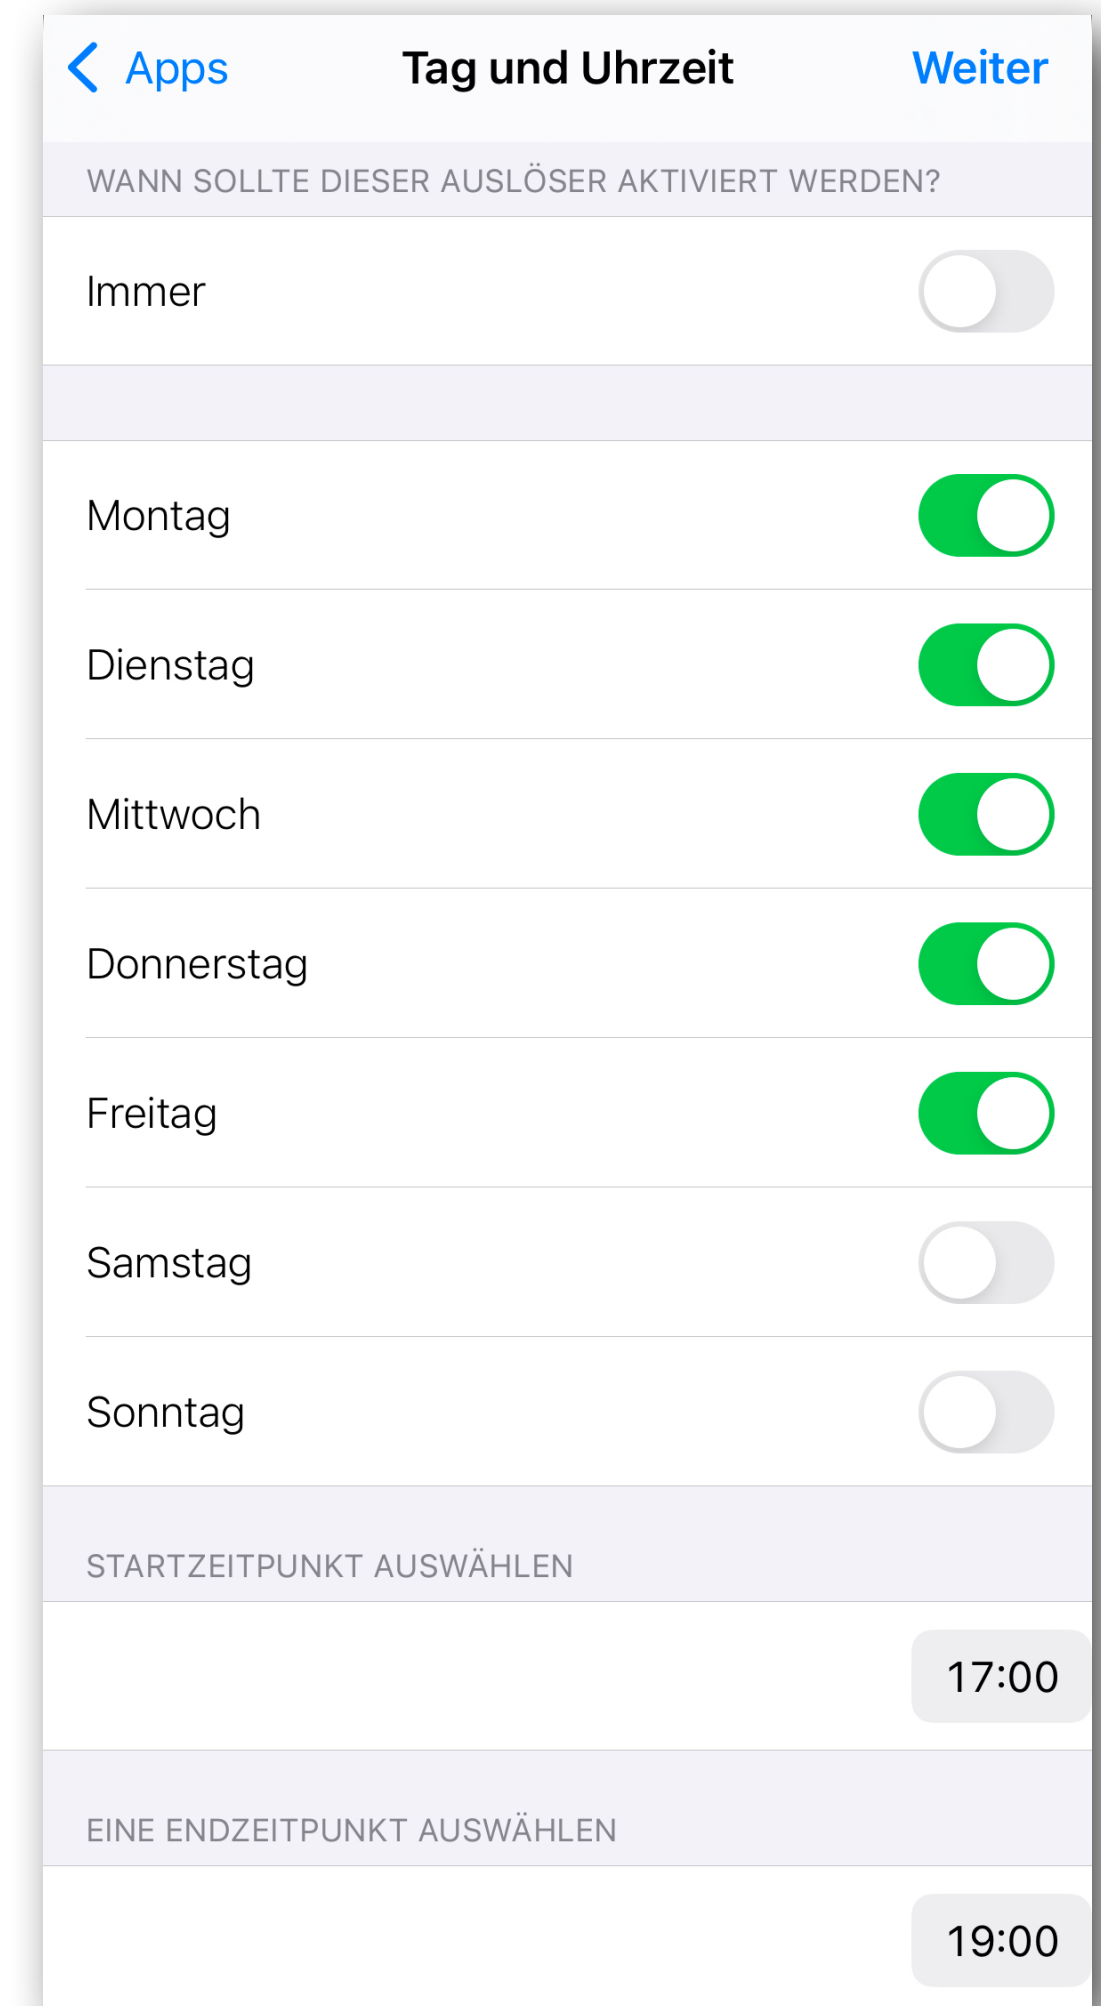 Apps Tag und Uhrzeit Weiter
WANN SOLLTE DIESER AUSLÖSER AKTIVIERT WERDEN?
Immer
Montag
Dienstag
Mittwoch
Donnerstag
Freitag
Samstag
Sonntag
STARTZEITPUNKT AUSWÄHLEN
17:00
EINE ENDZEITPUNKT AUSWÄHLEN
19:00